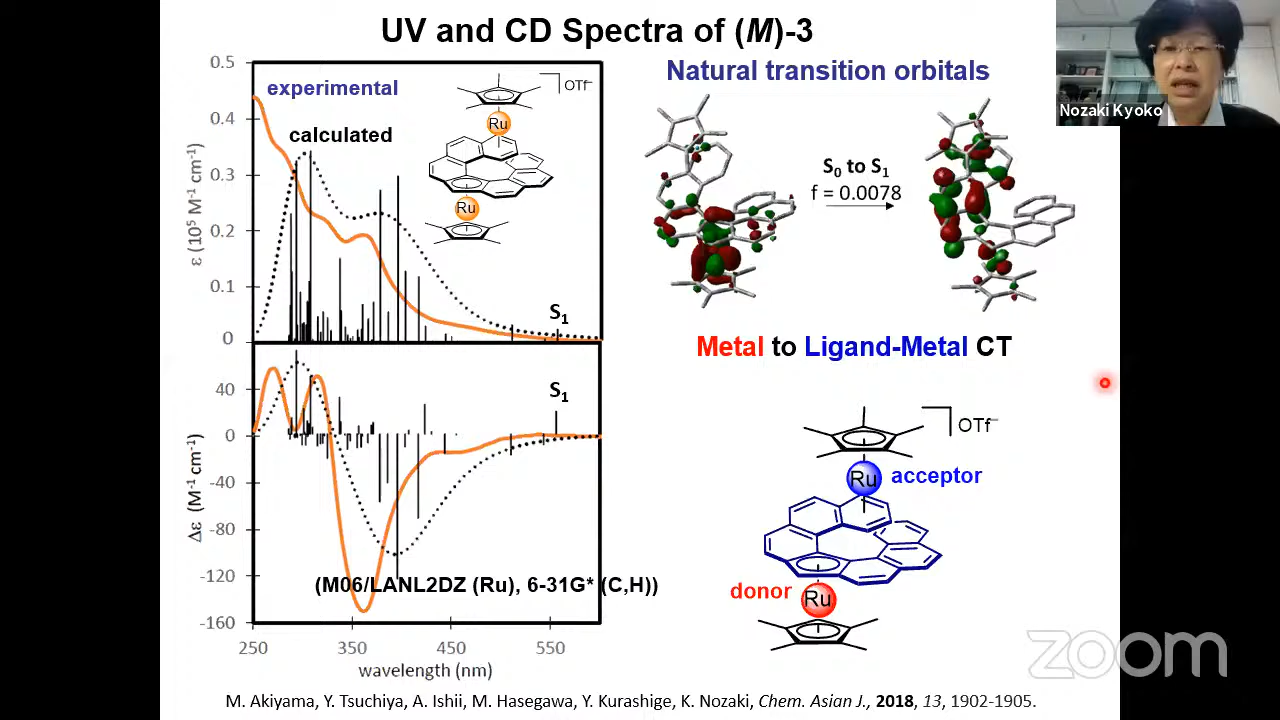 UV and CD Spectra of (M)-3
Nozaki Kyoko
experimental
calculated
OTf⁻
Ru
Ru
0.5
0.4
0.3
0.2
0.1
0
ε (10⁵ M⁻¹ cm⁻¹)
S₁
40
0
-40
-80
-120
-160
Δε (M⁻¹ cm⁻¹)
S₁
(M06/LANL2DZ (Ru), 6-31G* (C,H))
250
350
450
550
wavelength (nm)
Natural transition orbitals
S₀ to S₁
f = 0.0078
Metal to Ligand-Metal CT
OTf⁻
Ru acceptor
donor Ru
zoom
M. Akiyama, Y. Tsuchiya, A. Ishii, M. Hasegawa, Y. Kurashige, K. Nozaki, Chem. Asian J., 2018, 13, 1902-1905.